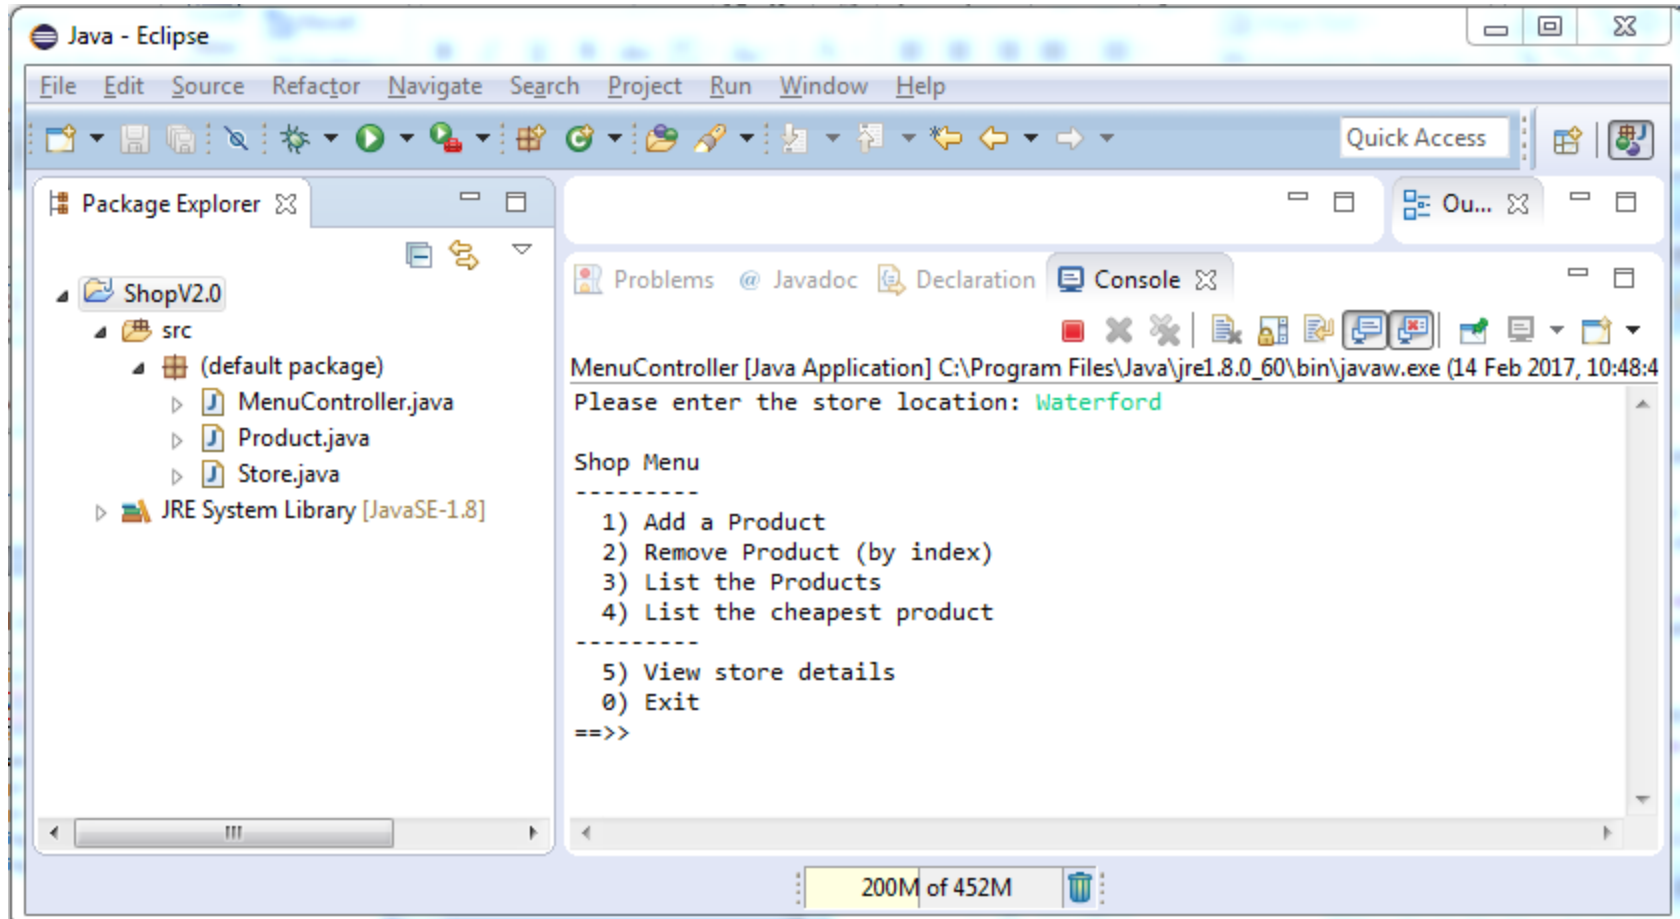 Java - Eclipse
File Edit Source Refactor Navigate Search Project Run Window Help
Quick Access
Package Explorer
ShopV2.0
src
(default package)
MenuController.java
Product.java
Store.java
JRE System Library [JavaSE-1.8]
Ou...
Problems @ Javadoc Declaration Console
MenuController [Java Application] C:\Program Files\Java\jre1.8.0_60\bin\javaw.exe (14 Feb 2017, 10:48:4
Please enter the store location: Waterford
Shop Menu
---------
1) Add a Product
2) Remove Product (by index)
3) List the Products
4) List the cheapest product
---------
5) View store details
0) Exit
==>>
200M of 452M